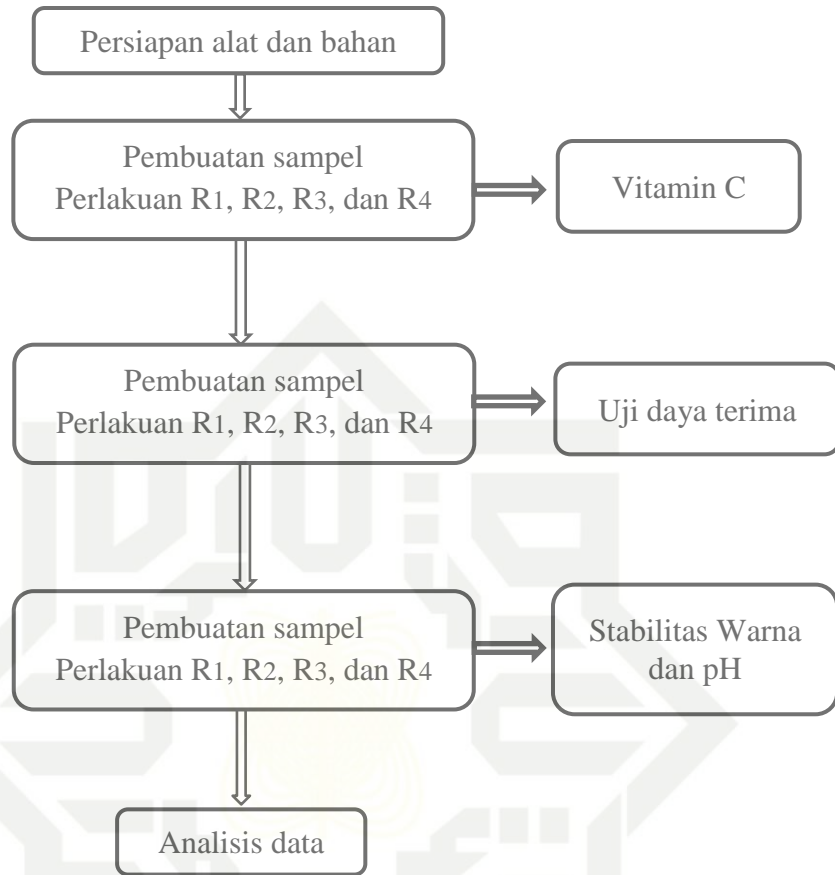 Persiapan alat dan bahan
Pembuatan sampel
Perlakuan R1, R2, R3, dan R4
Vitamin C
Pembuatan sampel
Perlakuan R1, R2, R3, dan R4
Uji daya terima
Pembuatan sampel
Perlakuan R1, R2, R3, dan R4
Stabilitas Warna
dan pH
Analisis data